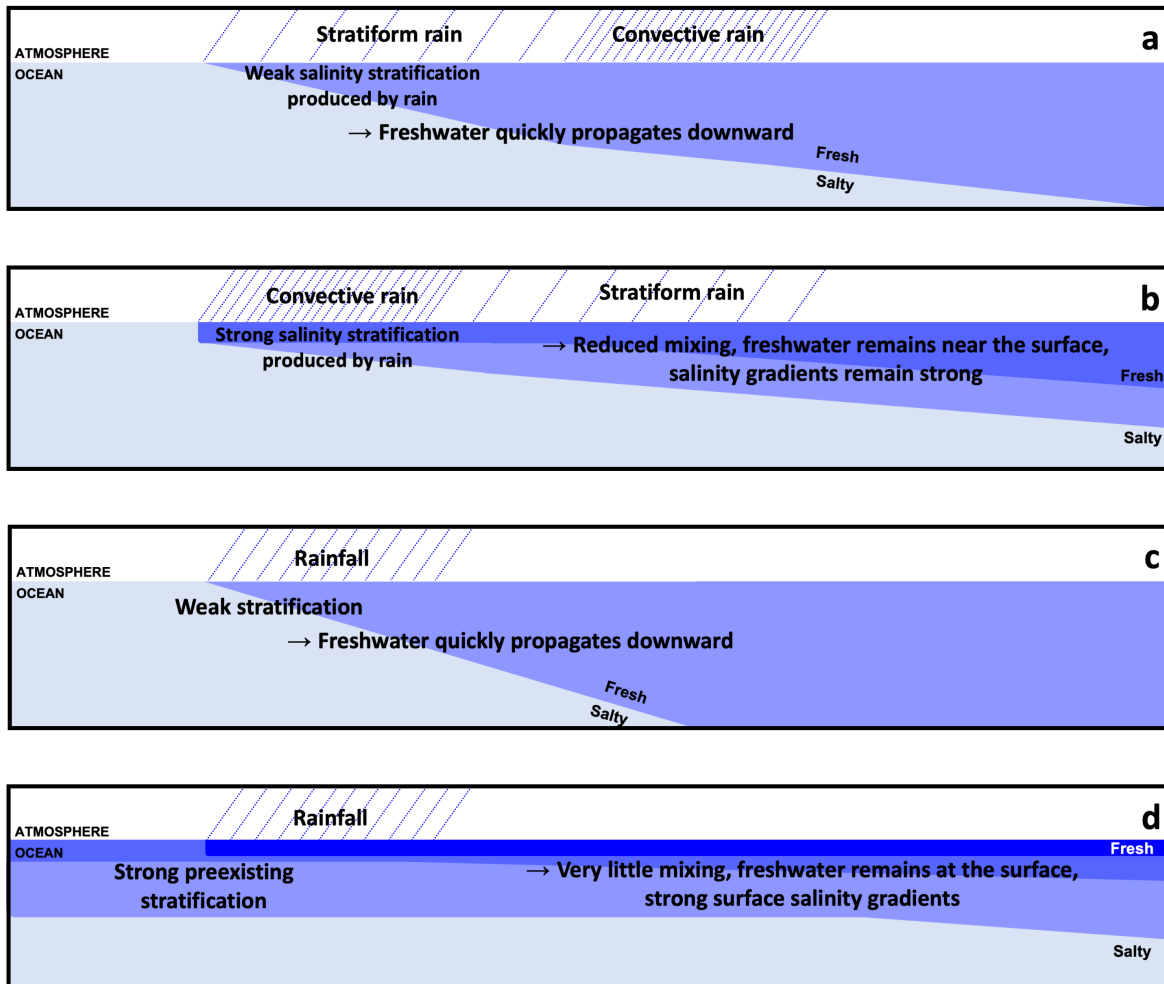 Stratiform rain
Convective rain
a
ATMOSPHERE
OCEAN
Weak salinity stratification
produced by rain
→ Freshwater quickly propagates downward
Fresh
Salty
Convective rain
Stratiform rain
b
ATMOSPHERE
OCEAN
Strong salinity stratification
produced by rain
→ Reduced mixing, freshwater remains near the surface,
salinity gradients remain strong
Fresh
Salty
Rainfall
c
ATMOSPHERE
OCEAN
Weak stratification
→ Freshwater quickly propagates downward
Fresh
Salty
Rainfall
d
ATMOSPHERE
OCEAN
Fresh
Strong preexisting
stratification
→ Very little mixing, freshwater remains at the surface,
strong surface salinity gradients
Salty